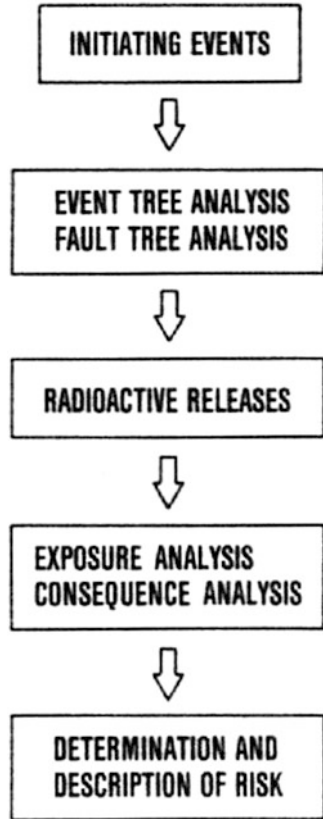 INITIATING EVENTS
EVENT TREE ANALYSIS
FAULT TREE ANALYSIS
RADIOACTIVE RELEASES
EXPOSURE ANALYSIS
CONSEQUENCE ANALYSIS
DETERMINATION AND
DESCRIPTION OF RISK